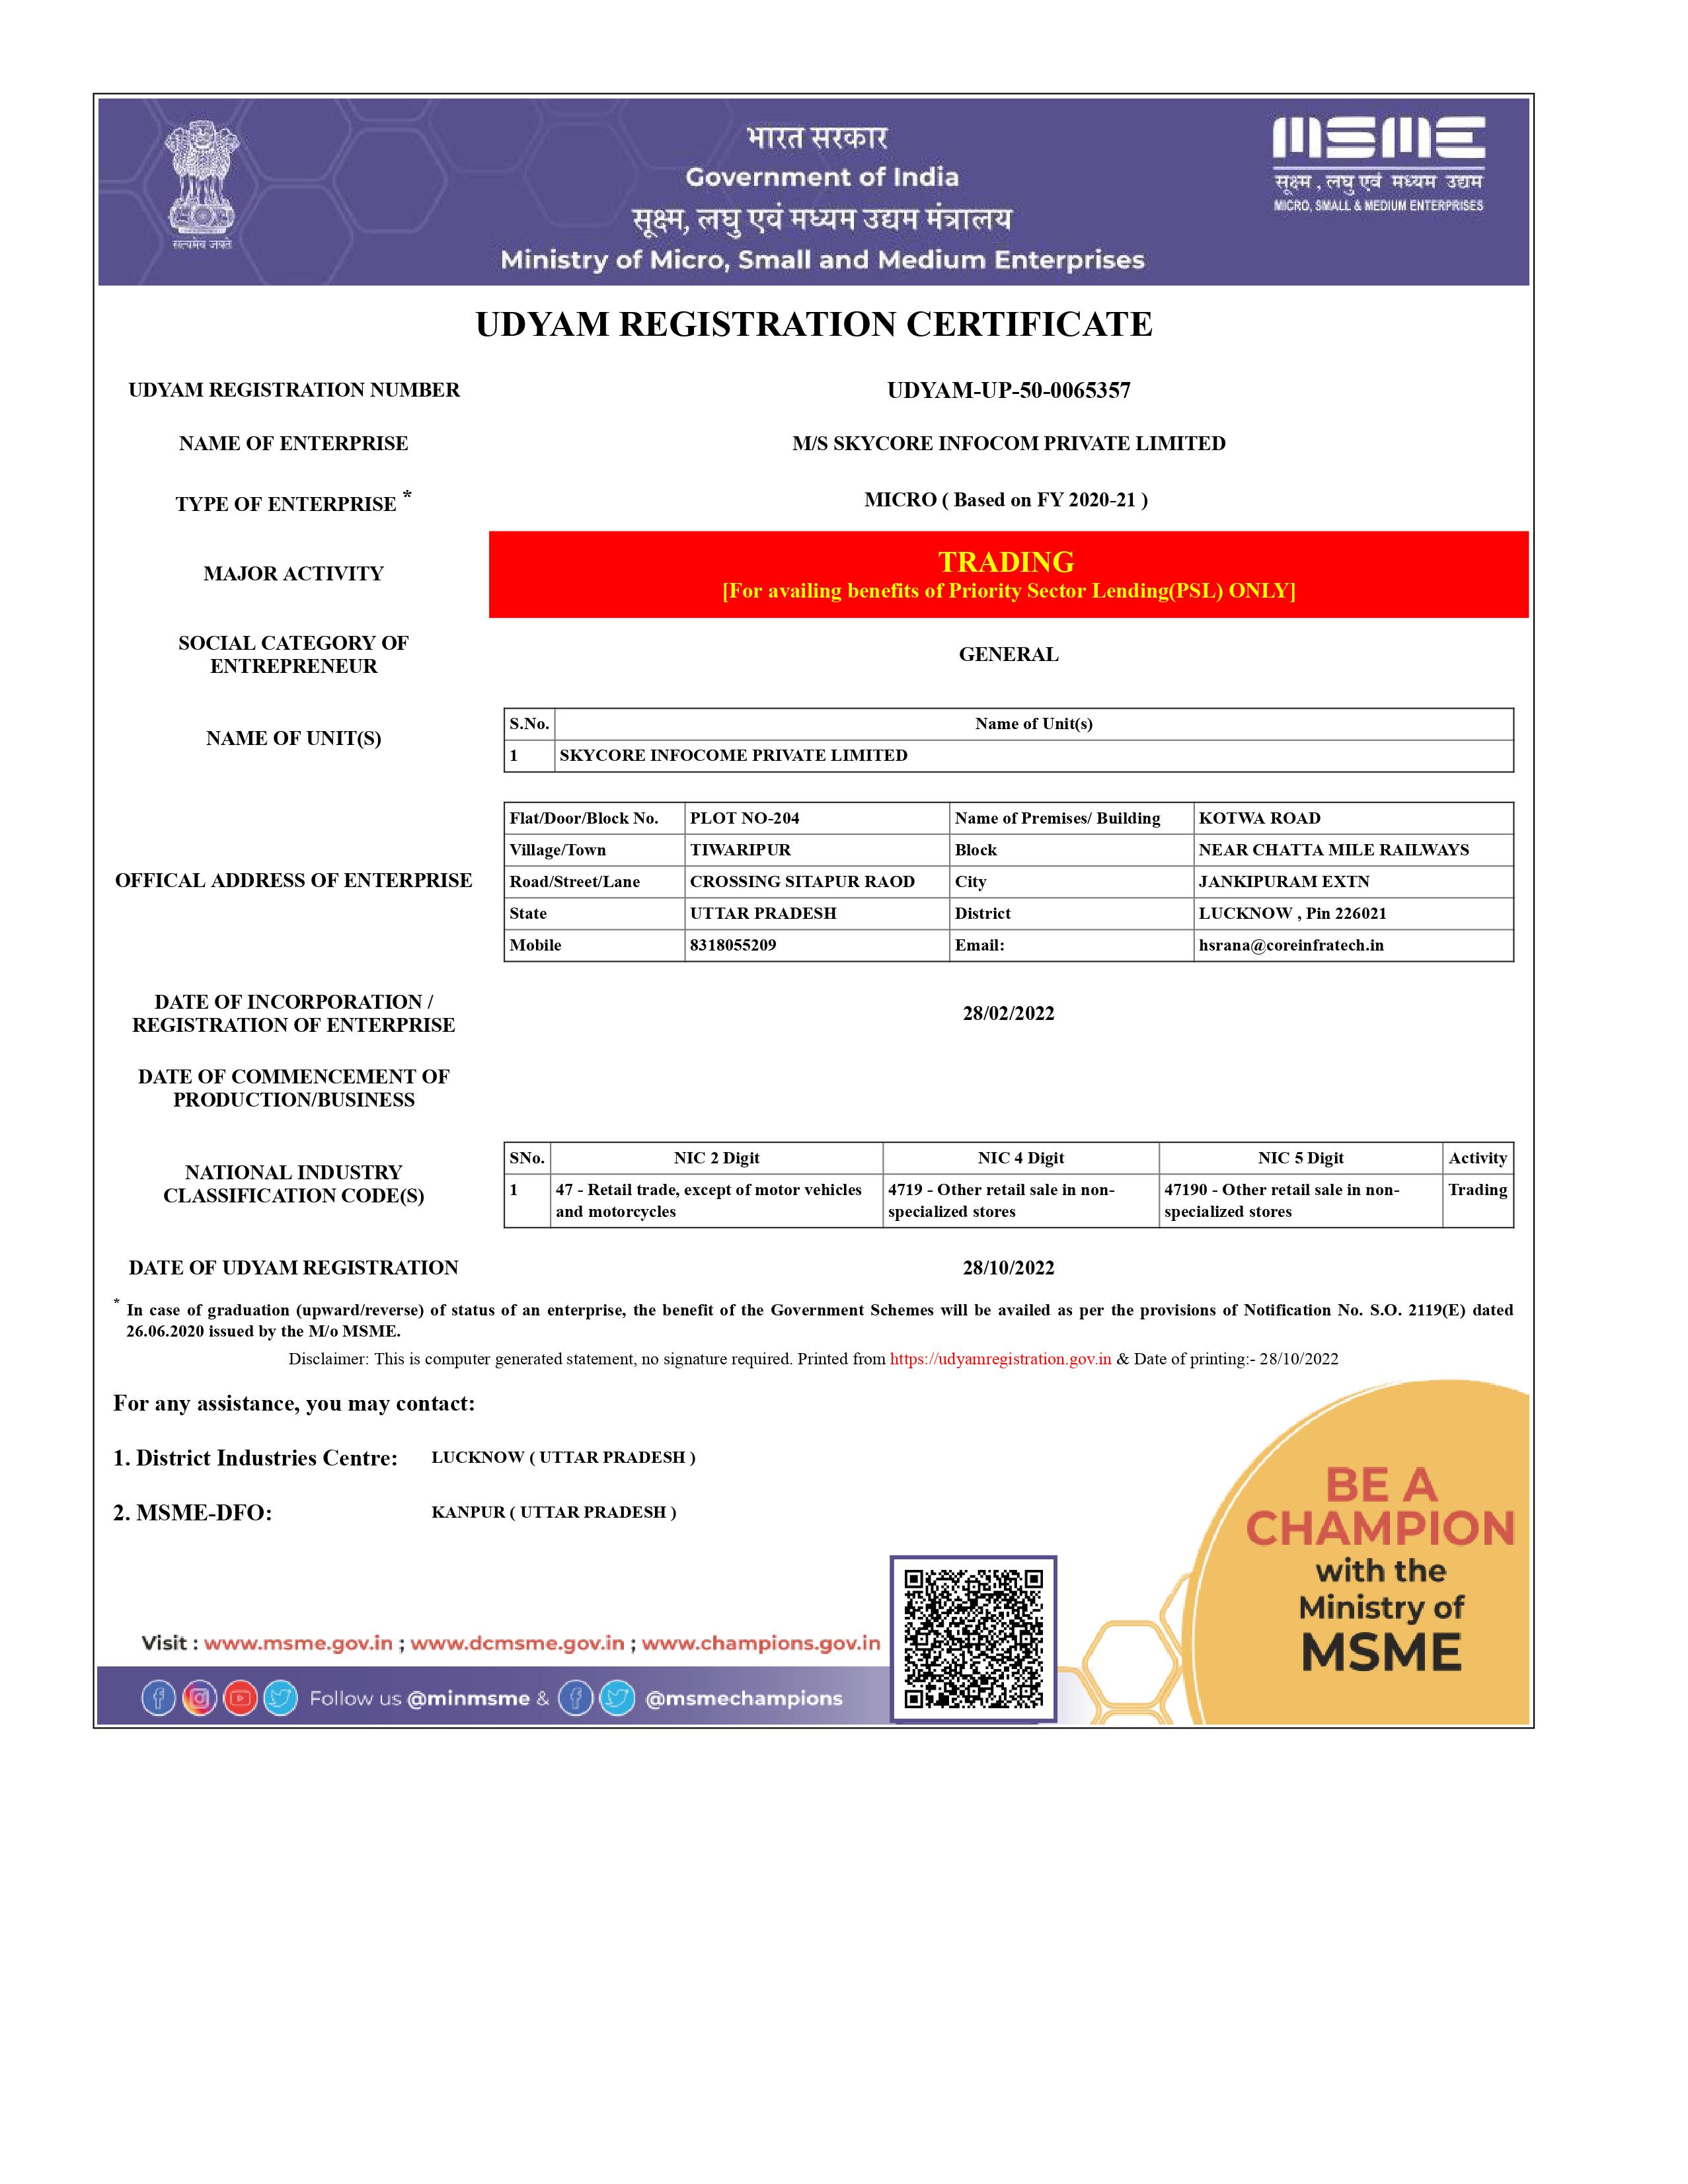 भारत सरकार
Government of India
सूक्ष्म, लघु एवं मध्यम उद्यम मंत्रालय
Ministry of Micro, Small and Medium Enterprises
सत्यमेव जयते
MSME
सूक्ष्म , लघु एवं मध्यम उद्यम
MICRO, SMALL & MEDIUM ENTERPRISES
UDYAM REGISTRATION CERTIFICATE
UDYAM REGISTRATION NUMBER UDYAM-UP-50-0065357
NAME OF ENTERPRISE M/S SKYCORE INFOCOM PRIVATE LIMITED
TYPE OF ENTERPRISE * MICRO ( Based on FY 2020-21 )
MAJOR ACTIVITY
TRADING
[For availing benefits of Priority Sector Lending(PSL) ONLY]
SOCIAL CATEGORY OF
ENTREPRENEUR
GENERAL
NAME OF UNIT(S)
S.No. Name of Unit(s)
1 SKYCORE INFOCOME PRIVATE LIMITED
OFFICAL ADDRESS OF ENTERPRISE
Flat/Door/Block No. PLOT NO-204 Name of Premises/ Building KOTWA ROAD
Village/Town TIWARIPUR Block NEAR CHATTA MILE RAILWAYS
Road/Street/Lane CROSSING SITAPUR RAOD City JANKIPURAM EXTN
State UTTAR PRADESH District LUCKNOW , Pin 226021
Mobile 8318055209 Email: hsrana@coreinfratech.in
DATE OF INCORPORATION /
REGISTRATION OF ENTERPRISE
28/02/2022
DATE OF COMMENCEMENT OF
PRODUCTION/BUSINESS
NATIONAL INDUSTRY
CLASSIFICATION CODE(S)
SNo. NIC 2 Digit NIC 4 Digit NIC 5 Digit Activity
1 47 - Retail trade, except of motor vehicles 4719 - Other retail sale in non- 47190 - Other retail sale in non- Trading
and motorcycles specialized stores specialized stores
DATE OF UDYAM REGISTRATION 28/10/2022
* In case of graduation (upward/reverse) of status of an enterprise, the benefit of the Government Schemes will be availed as per the provisions of Notification No. S.O. 2119(E) dated
26.06.2020 issued by the M/o MSME.
Disclaimer: This is computer generated statement, no signature required. Printed from https://udyamregistration.gov.in & Date of printing:- 28/10/2022
For any assistance, you may contact:
1. District Industries Centre: LUCKNOW ( UTTAR PRADESH )
2. MSME-DFO: KANPUR ( UTTAR PRADESH )
BE A
CHAMPION
with the
Ministry of
MSME
Visit : www.msme.gov.in ; www.dcmsme.gov.in ; www.champions.gov.in
Follow us @minmsme & @msmechampions